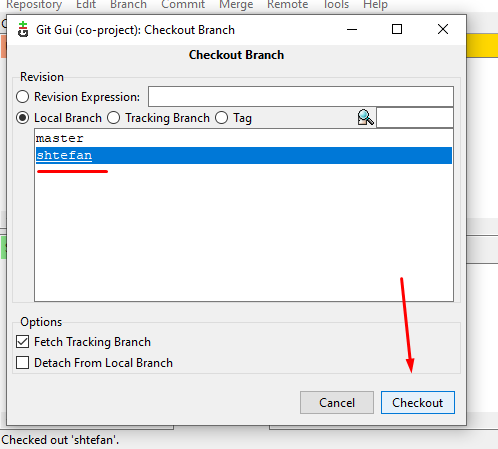 Repository Edit Branch Commit Merge Remote Tools Help
Git Gui (co-project): Checkout Branch
Checkout Branch
Revision
Revision Expression:
Local Branch Tracking Branch Tag
master
shtefan
Options
Fetch Tracking Branch
Detach From Local Branch
Cancel Checkout
Checked out 'shtefan'.